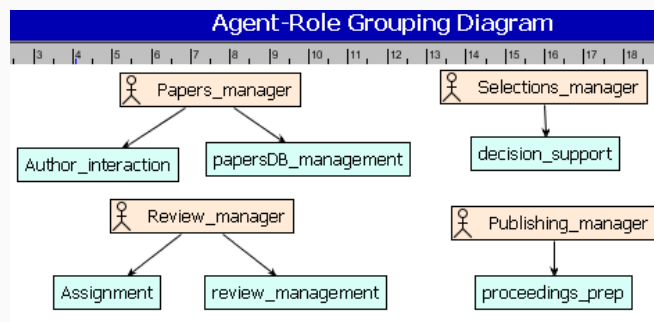 Agent-Role Grouping Diagram
3 4 5 6 7 8 9 10 11 12 13 14 15 16 17 18
Papers_manager
Selections_manager
Author_interaction
papersDB_management
decision_support
Review_manager
Publishing_manager
Assignment
review_management
proceedings_prep